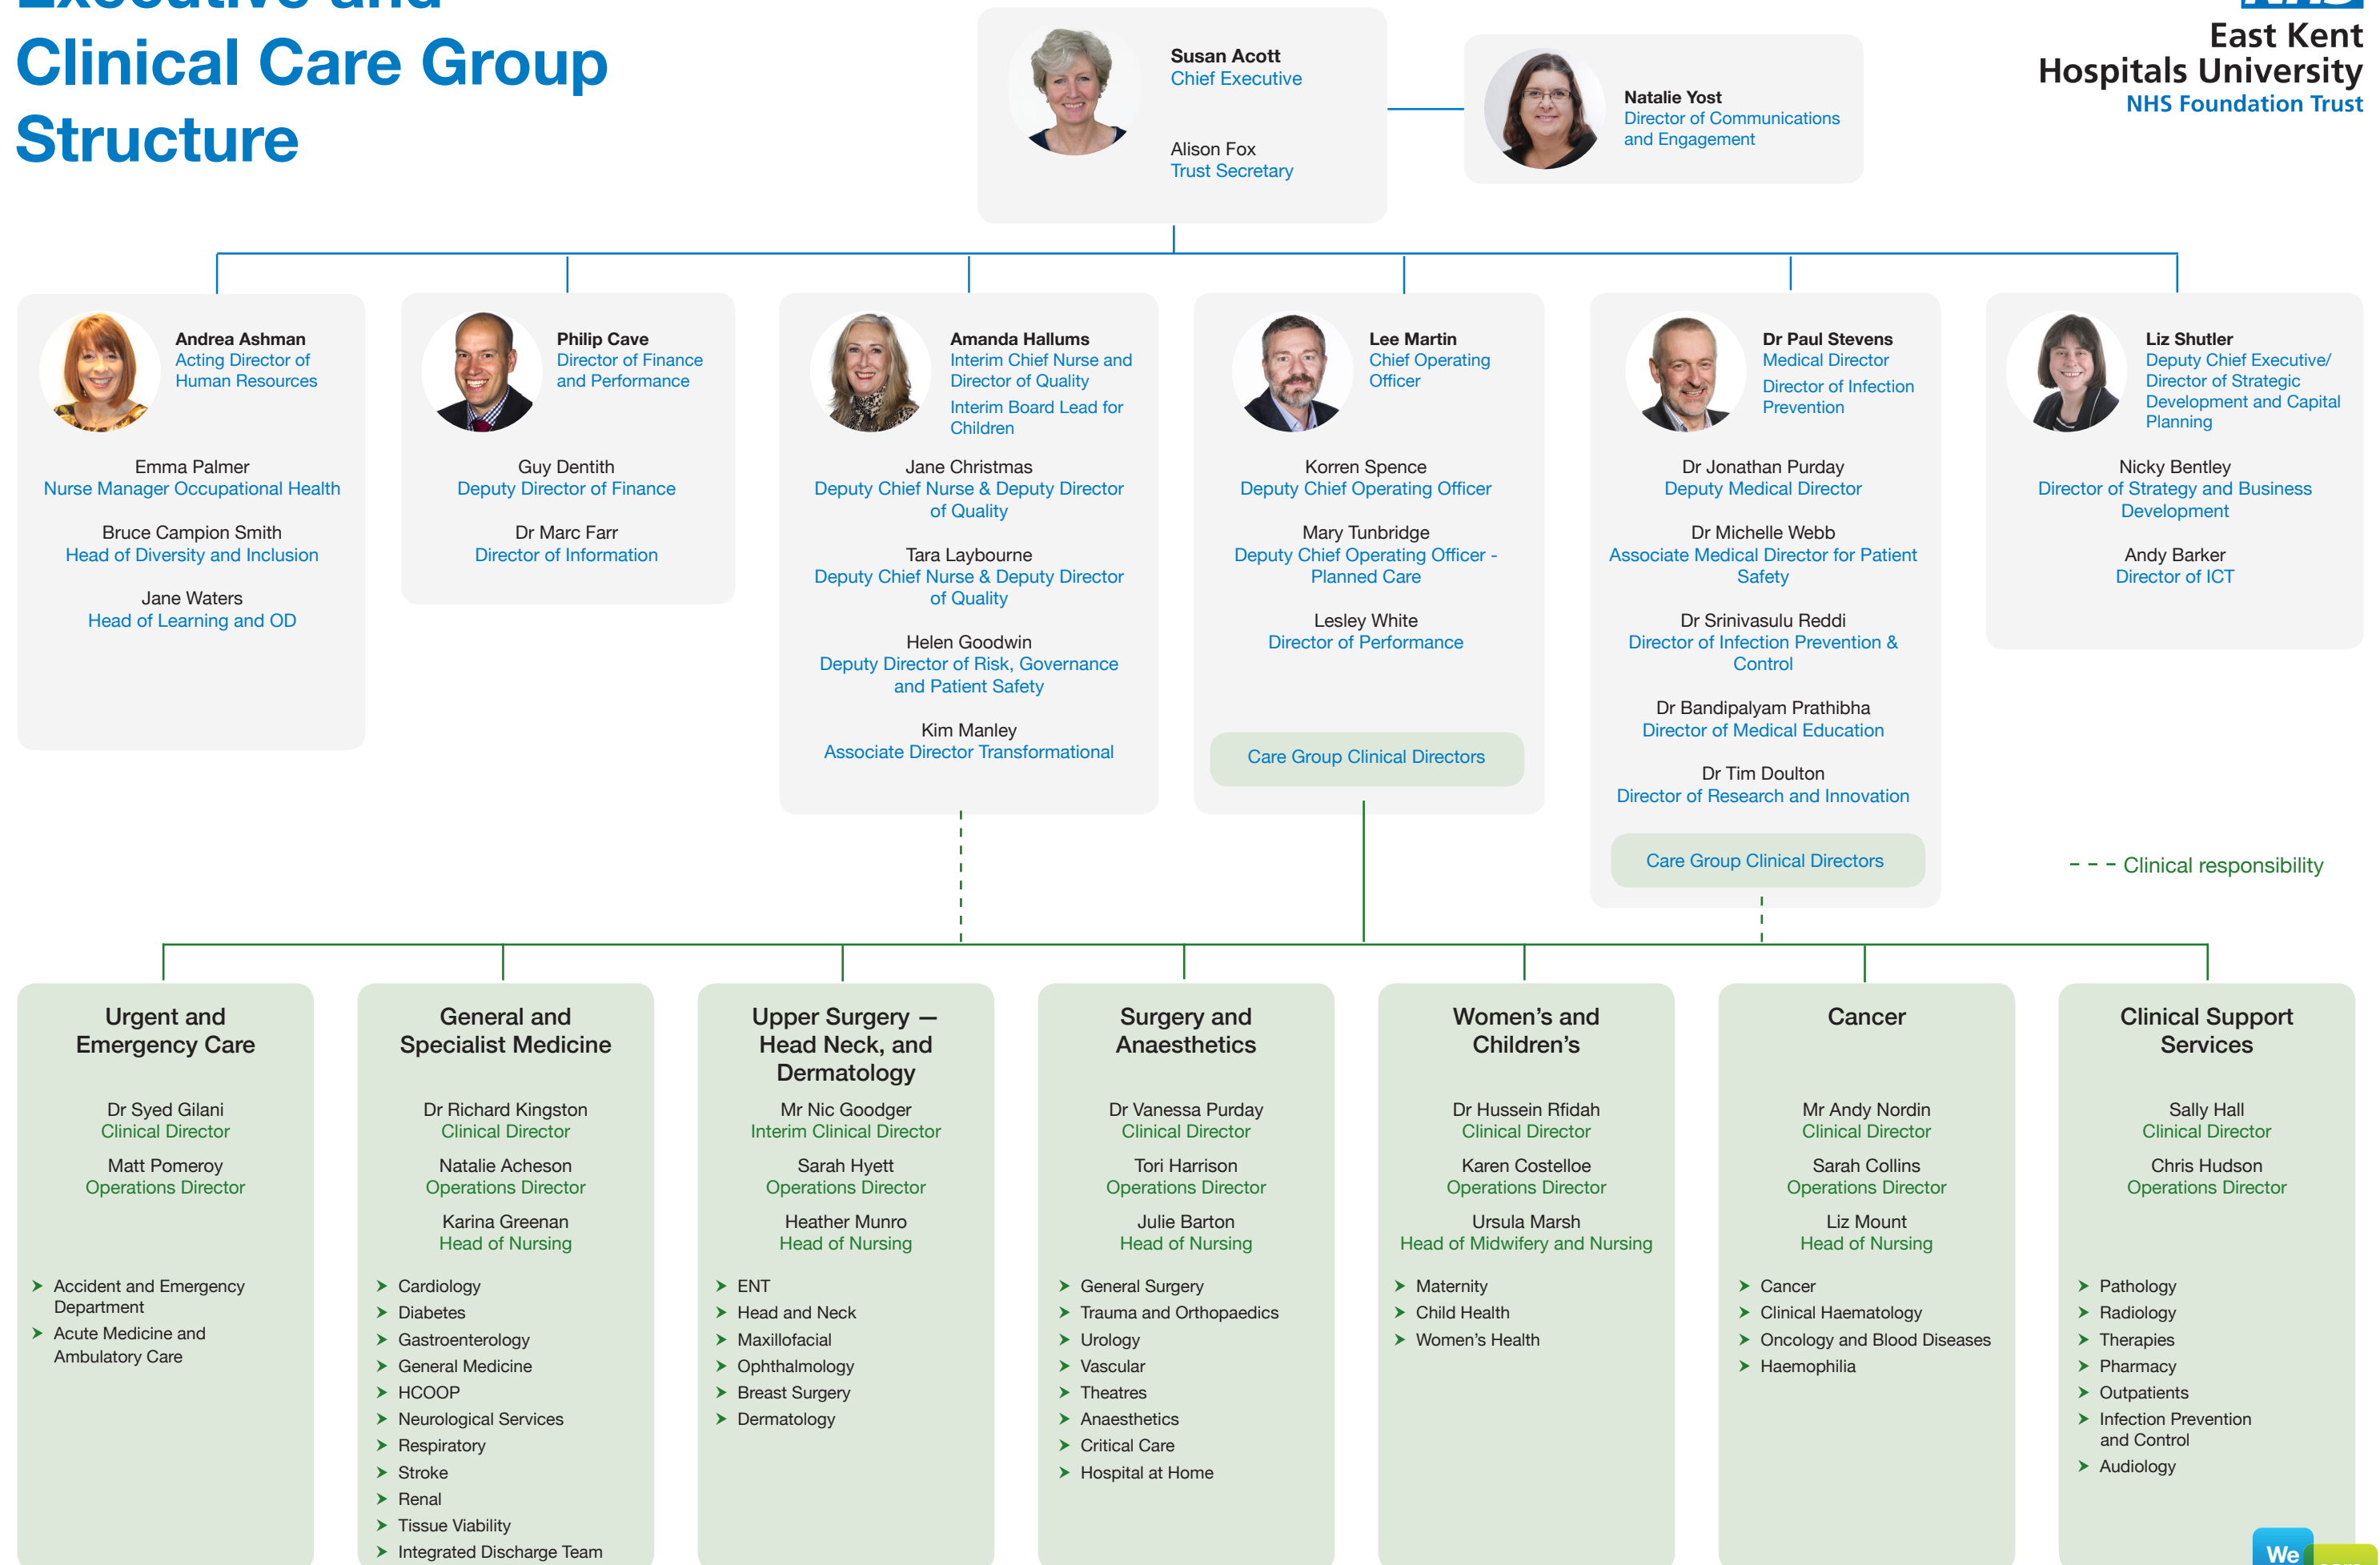 Executive and
Clinical Care Group
Structure
NHS
East Kent
Hospitals University
NHS Foundation Trust
Susan Acott
Chief Executive
Alison Fox
Trust Secretary
Natalie Yost
Director of Communications
and Engagement
Andrea Ashman
Acting Director of
Human Resources
Emma Palmer
Nurse Manager Occupational Health
Bruce Campion Smith
Head of Diversity and Inclusion
Jane Waters
Head of Learning and OD
Philip Cave
Director of Finance
and Performance
Guy Dentith
Deputy Director of Finance
Dr Marc Farr
Director of Information
Amanda Hallums
Interim Chief Nurse and
Director of Quality
Interim Board Lead for
Children
Jane Christmas
Deputy Chief Nurse & Deputy Director
of Quality
Tara Laybourne
Deputy Chief Nurse & Deputy Director
of Quality
Helen Goodwin
Deputy Director of Risk, Governance
and Patient Safety
Kim Manley
Associate Director Transformational
Lee Martin
Chief Operating
Officer
Korren Spence
Deputy Chief Operating Officer
Mary Tunbridge
Deputy Chief Operating Officer -
Planned Care
Lesley White
Director of Performance
Care Group Clinical Directors
Dr Paul Stevens
Medical Director
Director of Infection
Prevention
Dr Jonathan Purday
Deputy Medical Director
Dr Michelle Webb
Associate Medical Director for Patient
Safety
Dr Srinivasulu Reddi
Director of Infection Prevention &
Control
Dr Bandipalyam Prathibha
Director of Medical Education
Dr Tim Doulton
Director of Research and Innovation
Care Group Clinical Directors
Liz Shutler
Deputy Chief Executive/
Director of Strategic
Development and Capital
Planning
Nicky Bentley
Director of Strategy and Business
Development
Andy Barker
Director of ICT
Clinical responsibility
Urgent and
Emergency Care
Dr Syed Gilani
Clinical Director
Matt Pomeroy
Operations Director
Accident and Emergency
Department
Acute Medicine and
Ambulatory Care
General and
Specialist Medicine
Dr Richard Kingston
Clinical Director
Natalie Acheson
Operations Director
Karina Greenan
Head of Nursing
Cardiology
Diabetes
Gastroenterology
General Medicine
HCOOP
Neurological Services
Respiratory
Stroke
Renal
Tissue Viability
Integrated Discharge Team
Upper Surgery —
Head Neck, and
Dermatology
Mr Nic Goodger
Interim Clinical Director
Sarah Hyett
Operations Director
Heather Munro
Head of Nursing
ENT
Head and Neck
Maxillofacial
Ophthalmology
Breast Surgery
Dermatology
Surgery and
Anaesthetics
Dr Vanessa Purday
Clinical Director
Tori Harrison
Operations Director
Julie Barton
Head of Nursing
General Surgery
Trauma and Orthopaedics
Urology
Vascular
Theatres
Anaesthetics
Critical Care
Hospital at Home
Women’s and
Children’s
Dr Hussein Rfidah
Clinical Director
Karen Costelloe
Operations Director
Ursula Marsh
Head of Midwifery and Nursing
Maternity
Child Health
Women’s Health
Cancer
Mr Andy Nordin
Clinical Director
Sarah Collins
Operations Director
Liz Mount
Head of Nursing
Cancer
Clinical Haematology
Oncology and Blood Diseases
Haemophilia
Clinical Support
Services
Sally Hall
Clinical Director
Chris Hudson
Operations Director
Pathology
Radiology
Therapies
Pharmacy
Outpatients
Infection Prevention
and Control
Audiology
We